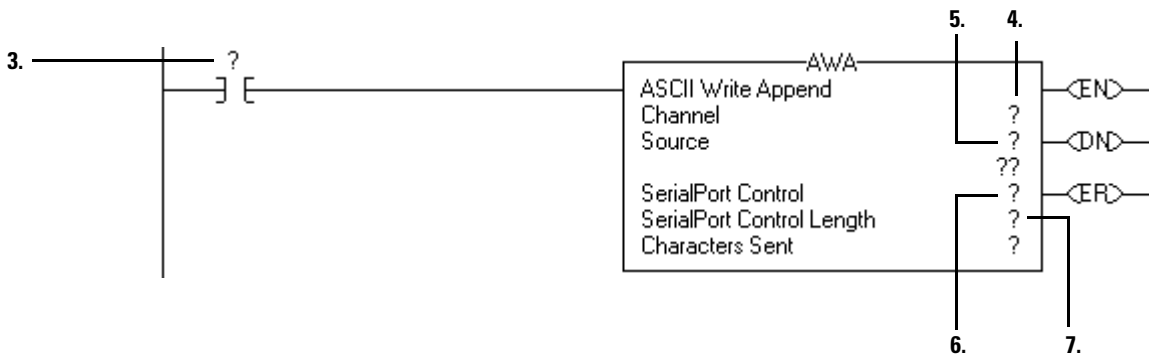 5. 4.
3. ?
AWA
ASCII Write Append EN
Channel ?
Source ? DN
??
SerialPort Control ? ER
SerialPort Control Length ?
Characters Sent ?
6. 7.